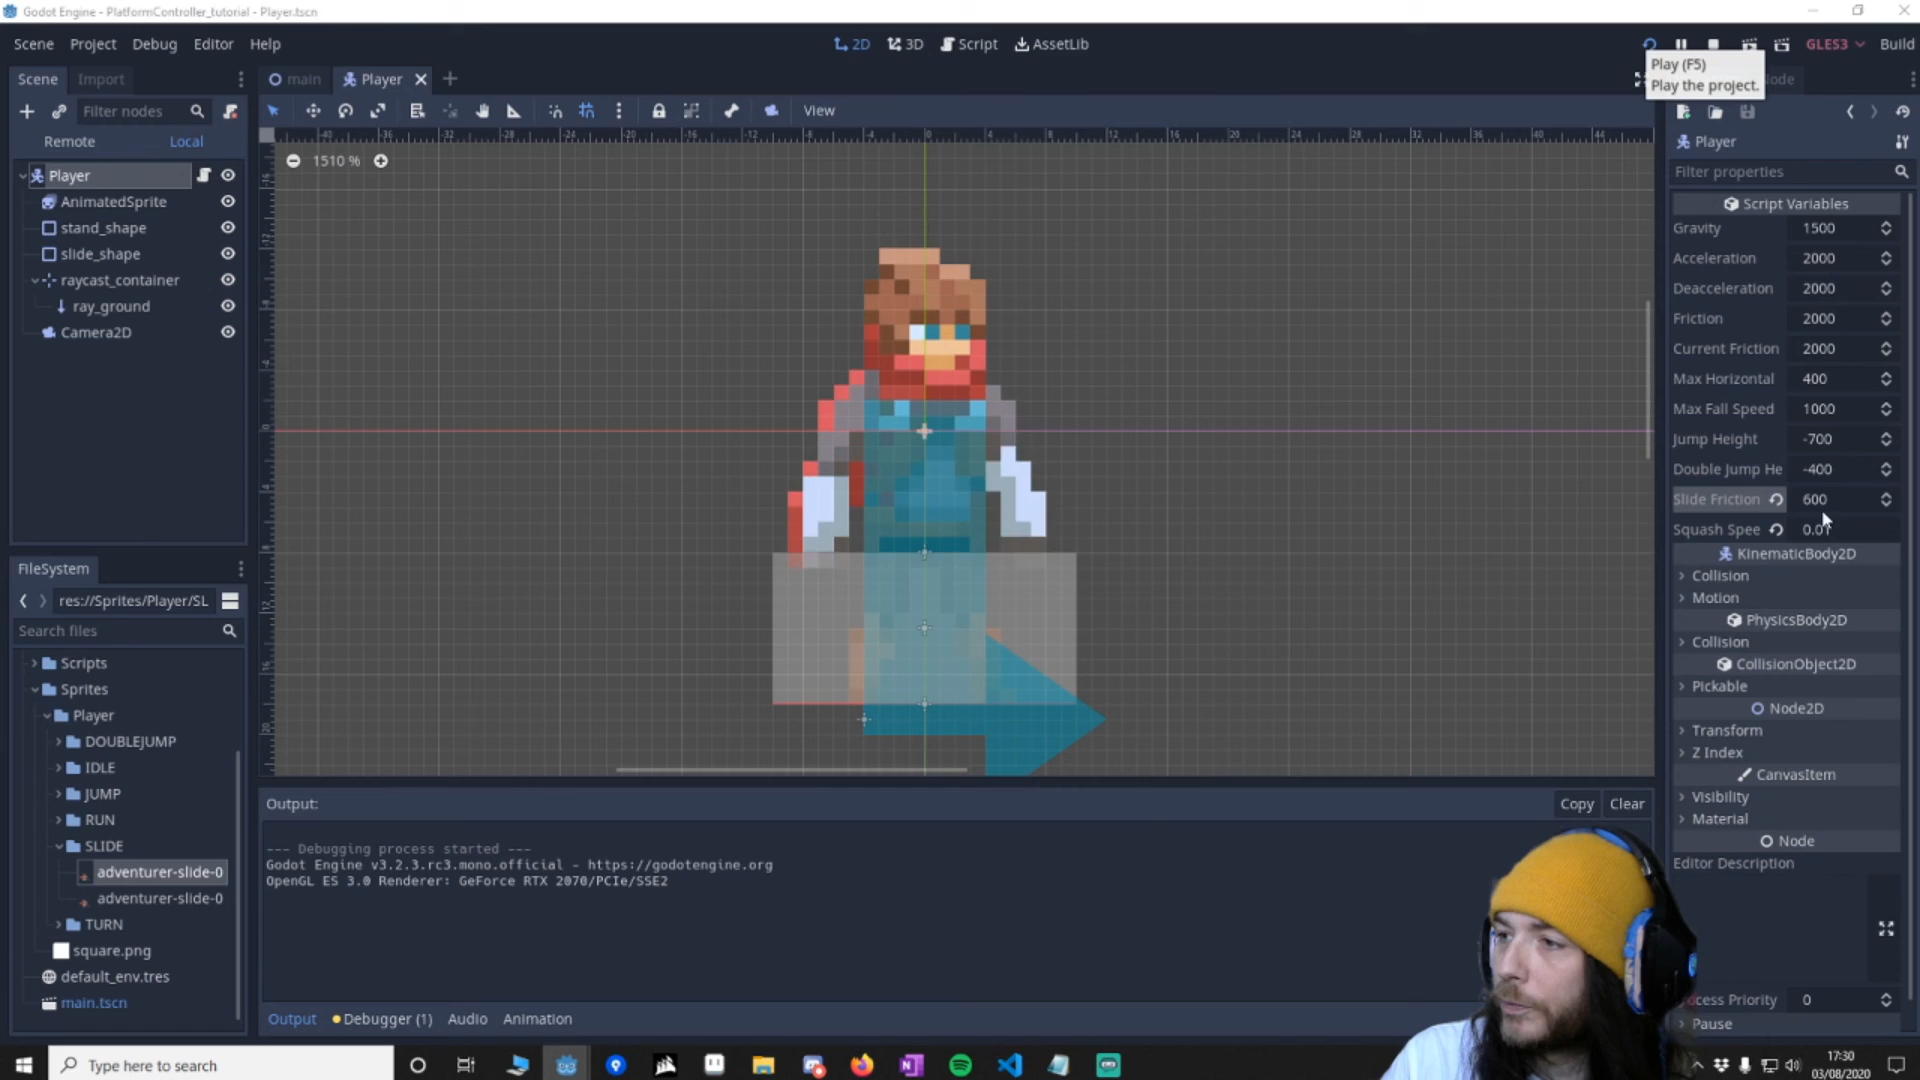 Godot Engine - PlatformController_tutorial - Player.tscn
Scene Project Debug Editor Help
2D 3D Script AssetLib
GLES3 Build
Play (F5)
Play the project.
Scene Import
main Player
Node
Filter nodes
View
Remote Local
1510 %
Player
AnimatedSprite
stand_shape
slide_shape
raycast_container
ray_ground
Camera2D
Player
Filter properties
Script Variables
Gravity 1500
Acceleration 2000
Deacceleration 2000
Friction 2000
Current Friction 2000
Max Horizontal 400
Max Fall Speed 1000
Jump Height -700
Double Jump He -400
Slide Friction 600
Squash Spee 0.01
KinematicBody2D
Collision
Motion
PhysicsBody2D
Collision
CollisionObject2D
Pickable
Node2D
Transform
Z Index
CanvasItem
Visibility
Material
Node
Editor Description
Process Priority 0
Pause
FileSystem
res://Sprites/Player/SL
Search files
Scripts
Sprites
Player
DOUBLEJUMP
IDLE
JUMP
RUN
SLIDE
adventurer-slide-0
adventurer-slide-0
TURN
square.png
default_env.tres
main.tscn
Output:
Copy Clear
--- Debugging process started ---
Godot Engine v3.2.3.rc3.mono.official - https://godotengine.org
OpenGL ES 3.0 Renderer: GeForce RTX 2070/PCIe/SSE2
Output Debugger (1) Audio Animation
Type here to search
17:30
03/08/2020